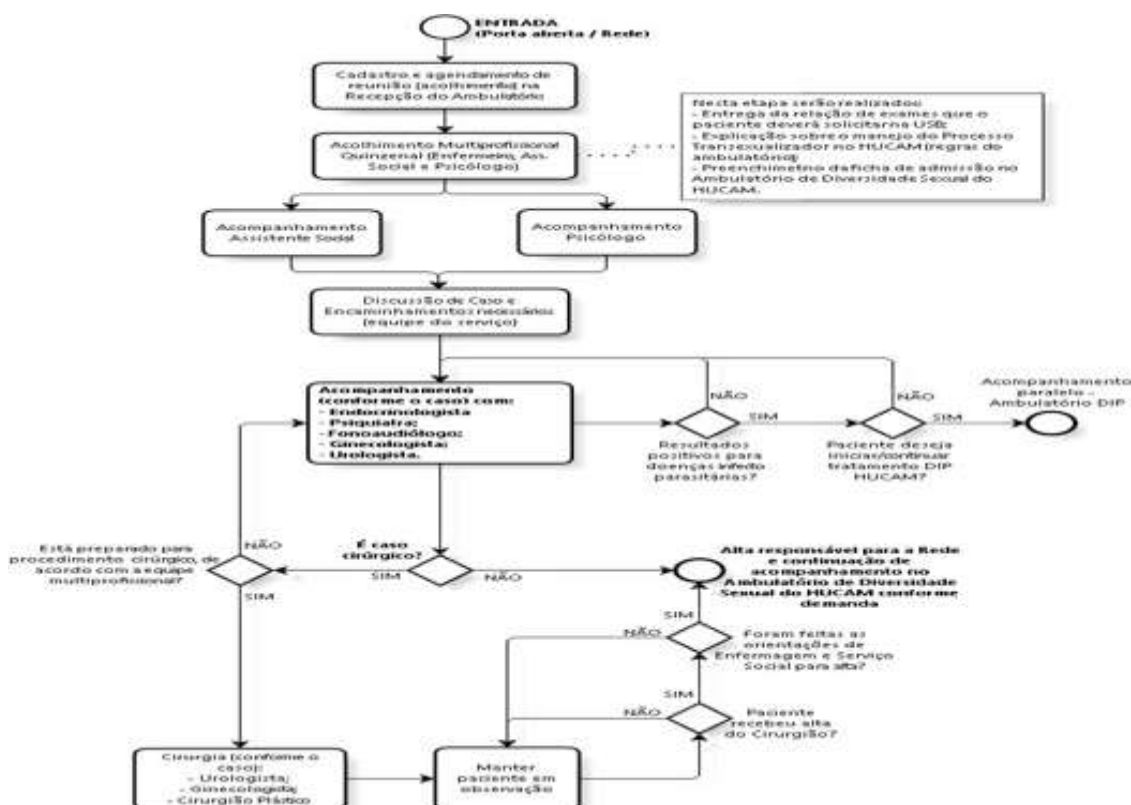 ENTRADA
(Porta aberta / Rede)
Cadastro e agendamento de
reunião (acolhimento) na
Recepção do Ambulatório
Acolhimento Multiprofissional
Quinzenal (Enfermeiro, Ass.
Social e Psicólogo)
Nesta etapa serão realizados:
- Entrega da relação de exames que o
paciente deverá solicitar na USB;
- Explicação sobre o manejo do Processo
Transexualizador no HUCAM (regras do
ambulatório);
- Preenchimetno da ficha de admissão no
Ambulatório de Diversidade Sexual do
HUCAM.
Acompanhamento
Assistente Social
Acompanhamento
Psicólogo
Discussão de Caso e
Encaminhamentos necessários
(equipe do serviço)
Acompanhamento
(conforme o caso) com:
- Endocrinologista
- Psiquiatra;
- Fonoaudiólogo;
- Ginecologista;
- Urologista.
NÃO
SIM
Resultados
positivos para
doenças infecto
parasitárias?
NÃO
SIM
Paciente deseja
iniciar/continuar
tratamento DIP
HUCAM?
Acompanhamento
paralelo -
Ambulatório DIP
Está preparado para
procedimento cirúrgico, de
acordo com a equipe
multiprofissional?
NÃO
SIM
É caso
cirúrgico?
SIM
NÃO
Alta responsável para a Rede
e continuação de
acompanhamento no
Ambulatório de Diversidade
Sexual do HUCAM conforme
demanda
SIM
NÃO
Foram feitas as
orientações de
Enfermagem e Serviço
Social para alta?
SIM
NÃO
Paciente
recebeu alta
do Cirurgião?
Cirurgia (conforme o
caso):
- Urologista;
- Ginecologista;
- Cirurgião Plástico
Manter
paciente em
observação